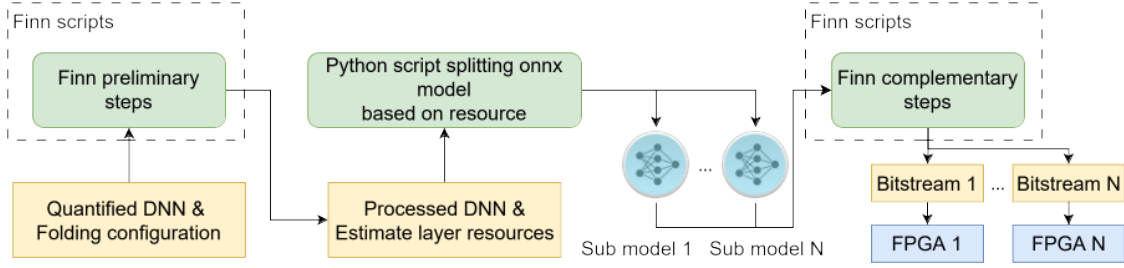 Finn scripts
Finn preliminary
steps
Quantified DNN &
Folding configuration
Python script splitting onnx
model
based on resource
Processed DNN &
Estimate layer resources
...
Sub model 1
Sub model N
Finn scripts
Finn complementary
steps
Bitstream 1
...
Bitstream N
FPGA 1
FPGA N